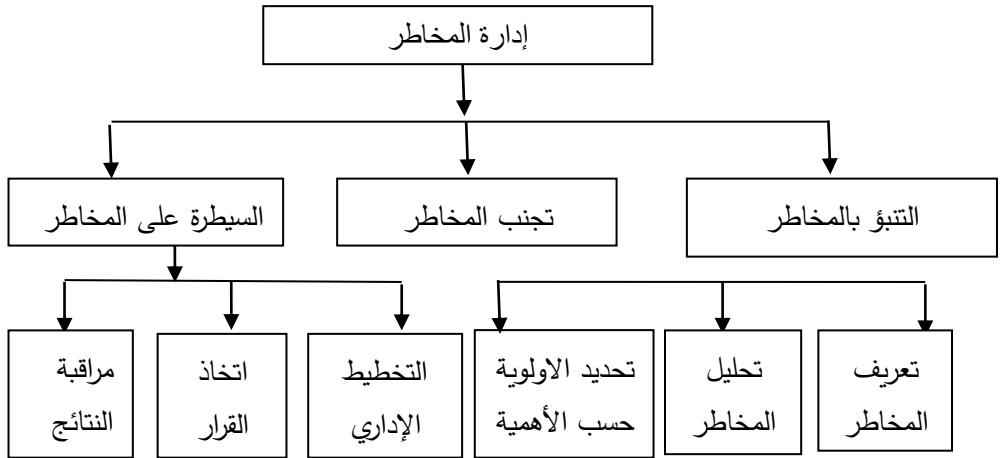 إدارة المخاطر
التنبؤ بالمخاطر
تجنب المخاطر
السيطرة على المخاطر
تعريف
المخاطر
تحليل
المخاطر
تحديد الاولوية
حسب الأهمية
التخطيط
الإداري
اتخاذ
القرار
مراقبة
النتائج